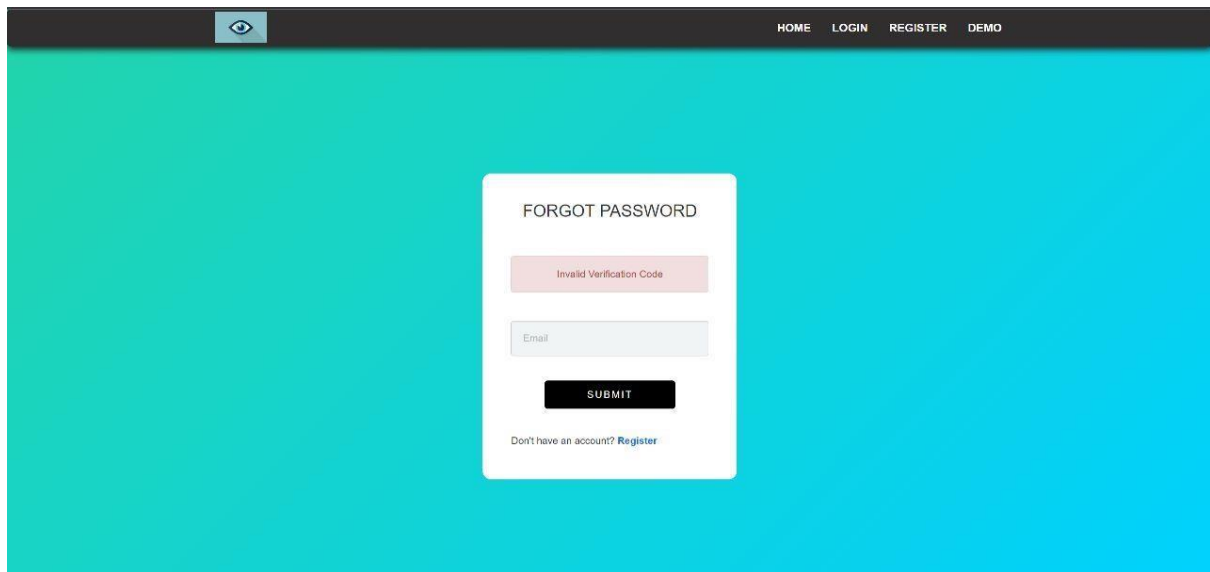 HOME LOGIN REGISTER DEMO
FORGOT PASSWORD
Invalid Verification Code
Email
SUBMIT
Don't have an account? Register